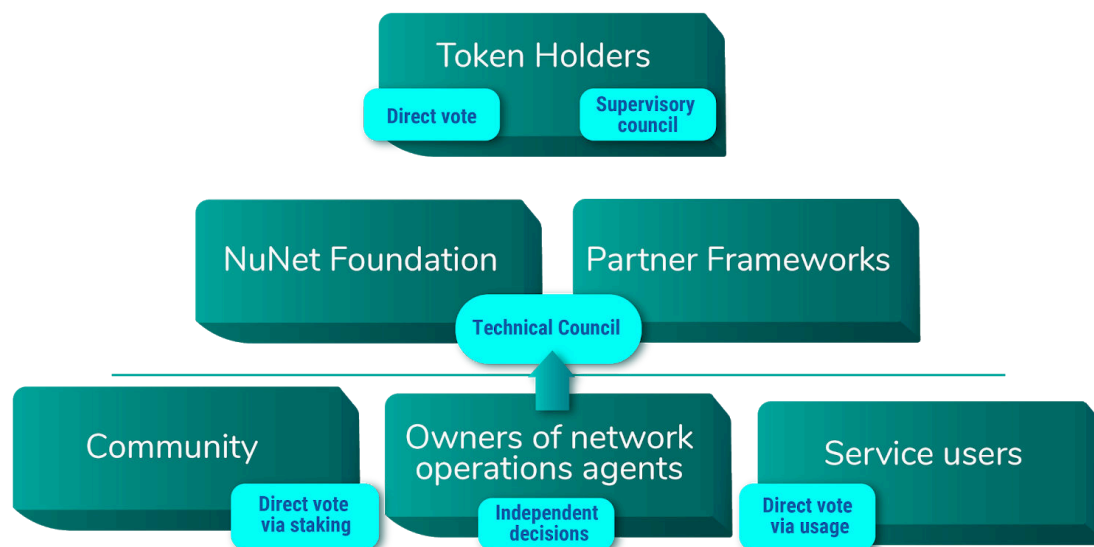 Token Holders
Direct vote
Supervisory
council
NuNet Foundation
Partner Frameworks
Technical Council
Community
Direct vote
via staking
Owners of network
operations agents
Independent
decisions
Service users
Direct vote
via usage